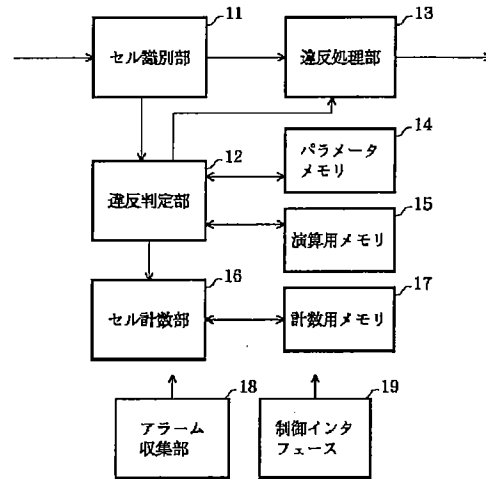 11
セル識別部
13
違反処理部
12
違反判定部
14
パラメータ
メモリ
15
演算用メモリ
16
セル計数部
17
計数用メモリ
18
アラーム
収集部
19
制御インタ
フェース